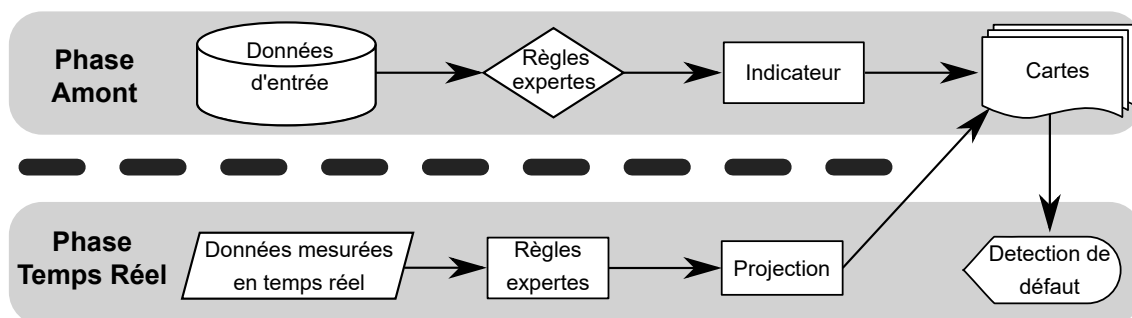 Phase
Amont
Données
d'entrée
Règles
expertes
Indicateur
Cartes
Phase
Temps Réel
Données mesurées
en temps réel
Règles
expertes
Projection
Detection de
défaut